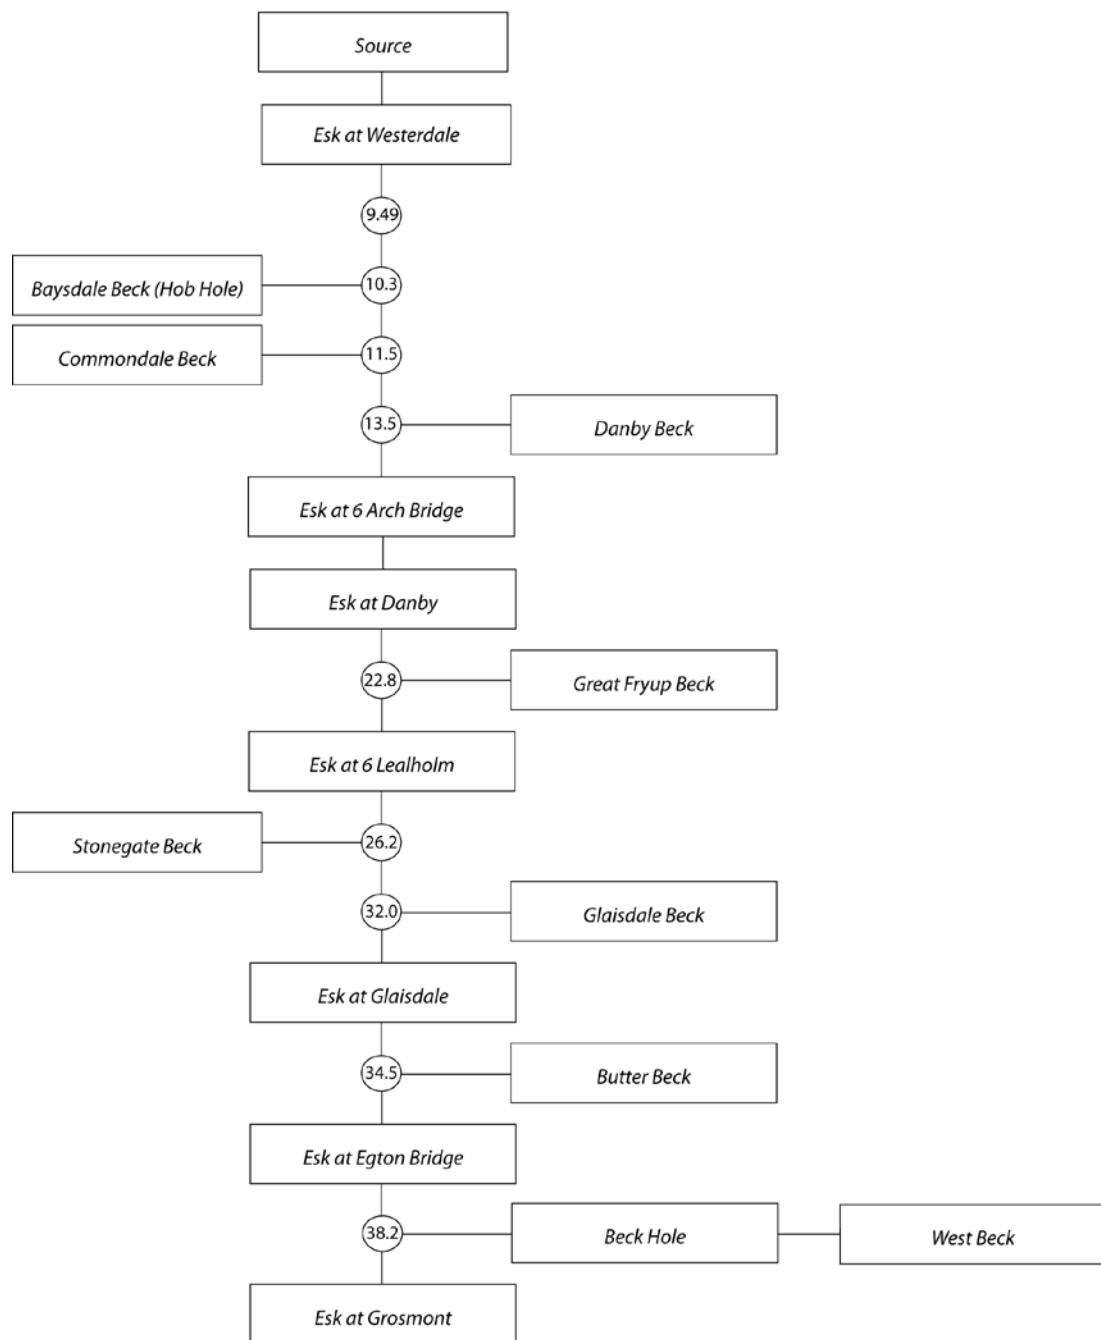 Source
Esk at Westerdale
9.49
Baysdale Beck (Hob Hole)
10.3
Commondale Beck
11.5
13.5
Danby Beck
Esk at 6 Arch Bridge
Esk at Danby
22.8
Great Fryup Beck
Esk at 6 Lealholm
Stonegate Beck
26.2
32.0
Glaisdale Beck
Esk at Glaisdale
34.5
Butter Beck
Esk at Egton Bridge
38.2
Beck Hole
West Beck
Esk at Grosmont